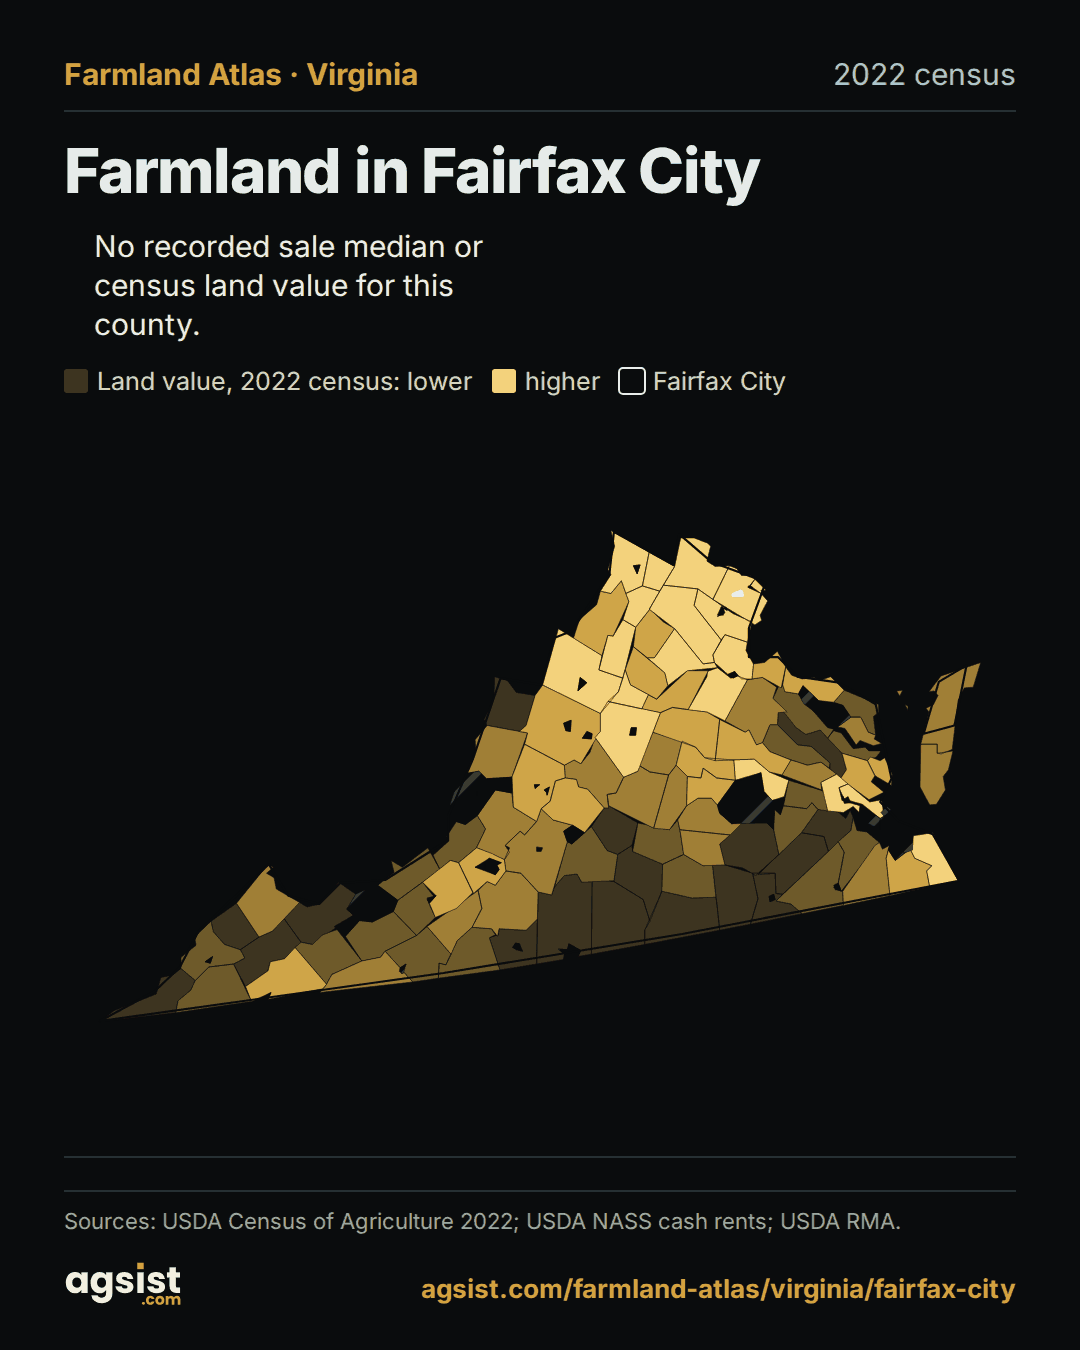 Farmland Atlas · Virginia
2022 census
Farmland in Fairfax City
No recorded sale median or
census land value for this
county.
Land value, 2022 census: lower higher Fairfax City
Sources: USDA Census of Agriculture 2022; USDA NASS cash rents; USDA RMA.
agsist
.com
agsist.com/farmland-atlas/virginia/fairfax-city